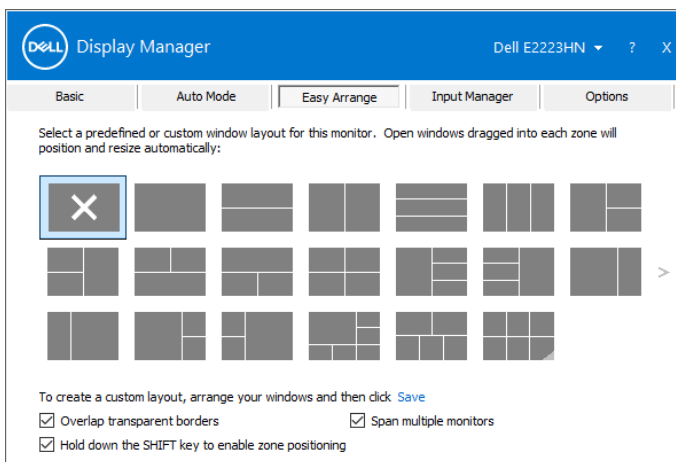 DELL Display Manager Dell E2223HN ? X
Basic Auto Mode Easy Arrange Input Manager Options
Select a predefined or custom window layout for this monitor. Open windows dragged into each zone will
position and resize automatically:
>
To create a custom layout, arrange your windows and then click Save
Overlap transparent borders Span multiple monitors
Hold down the SHIFT key to enable zone positioning